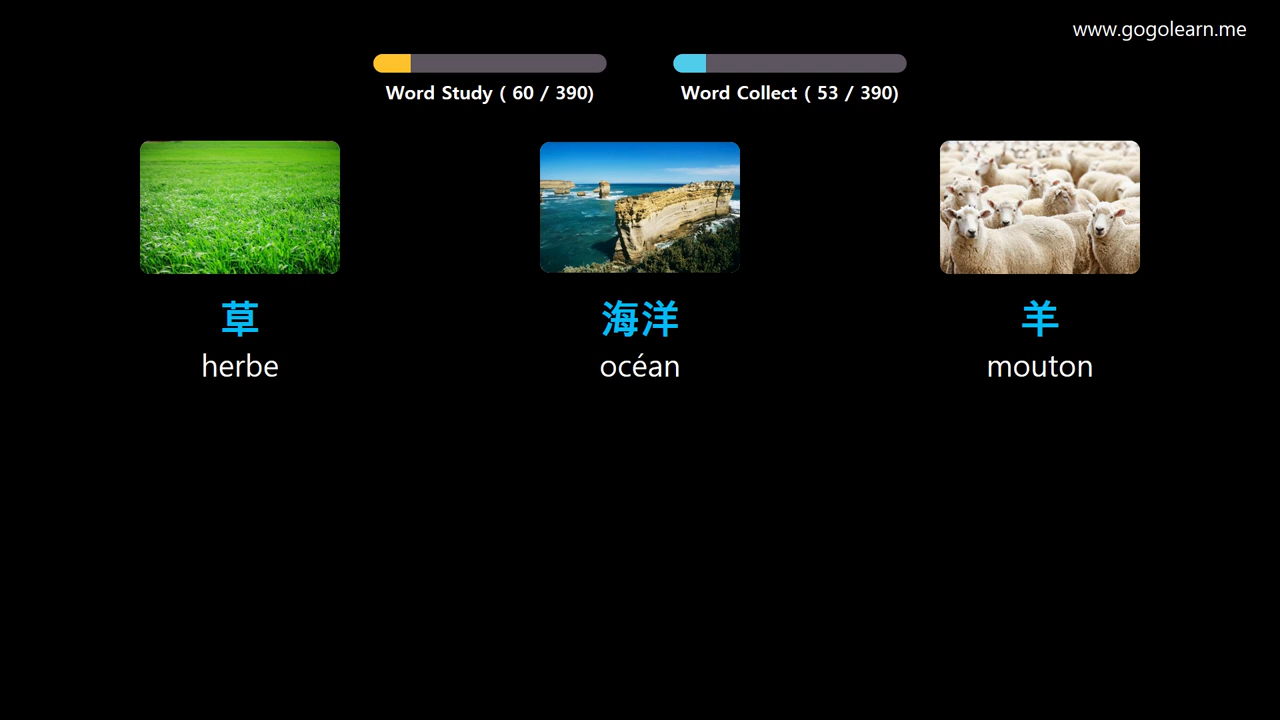 www.gogolearn.me
Word Study ( 60 / 390)
Word Collect ( 53 / 390)
草
海洋
羊
herbe
océan
mouton